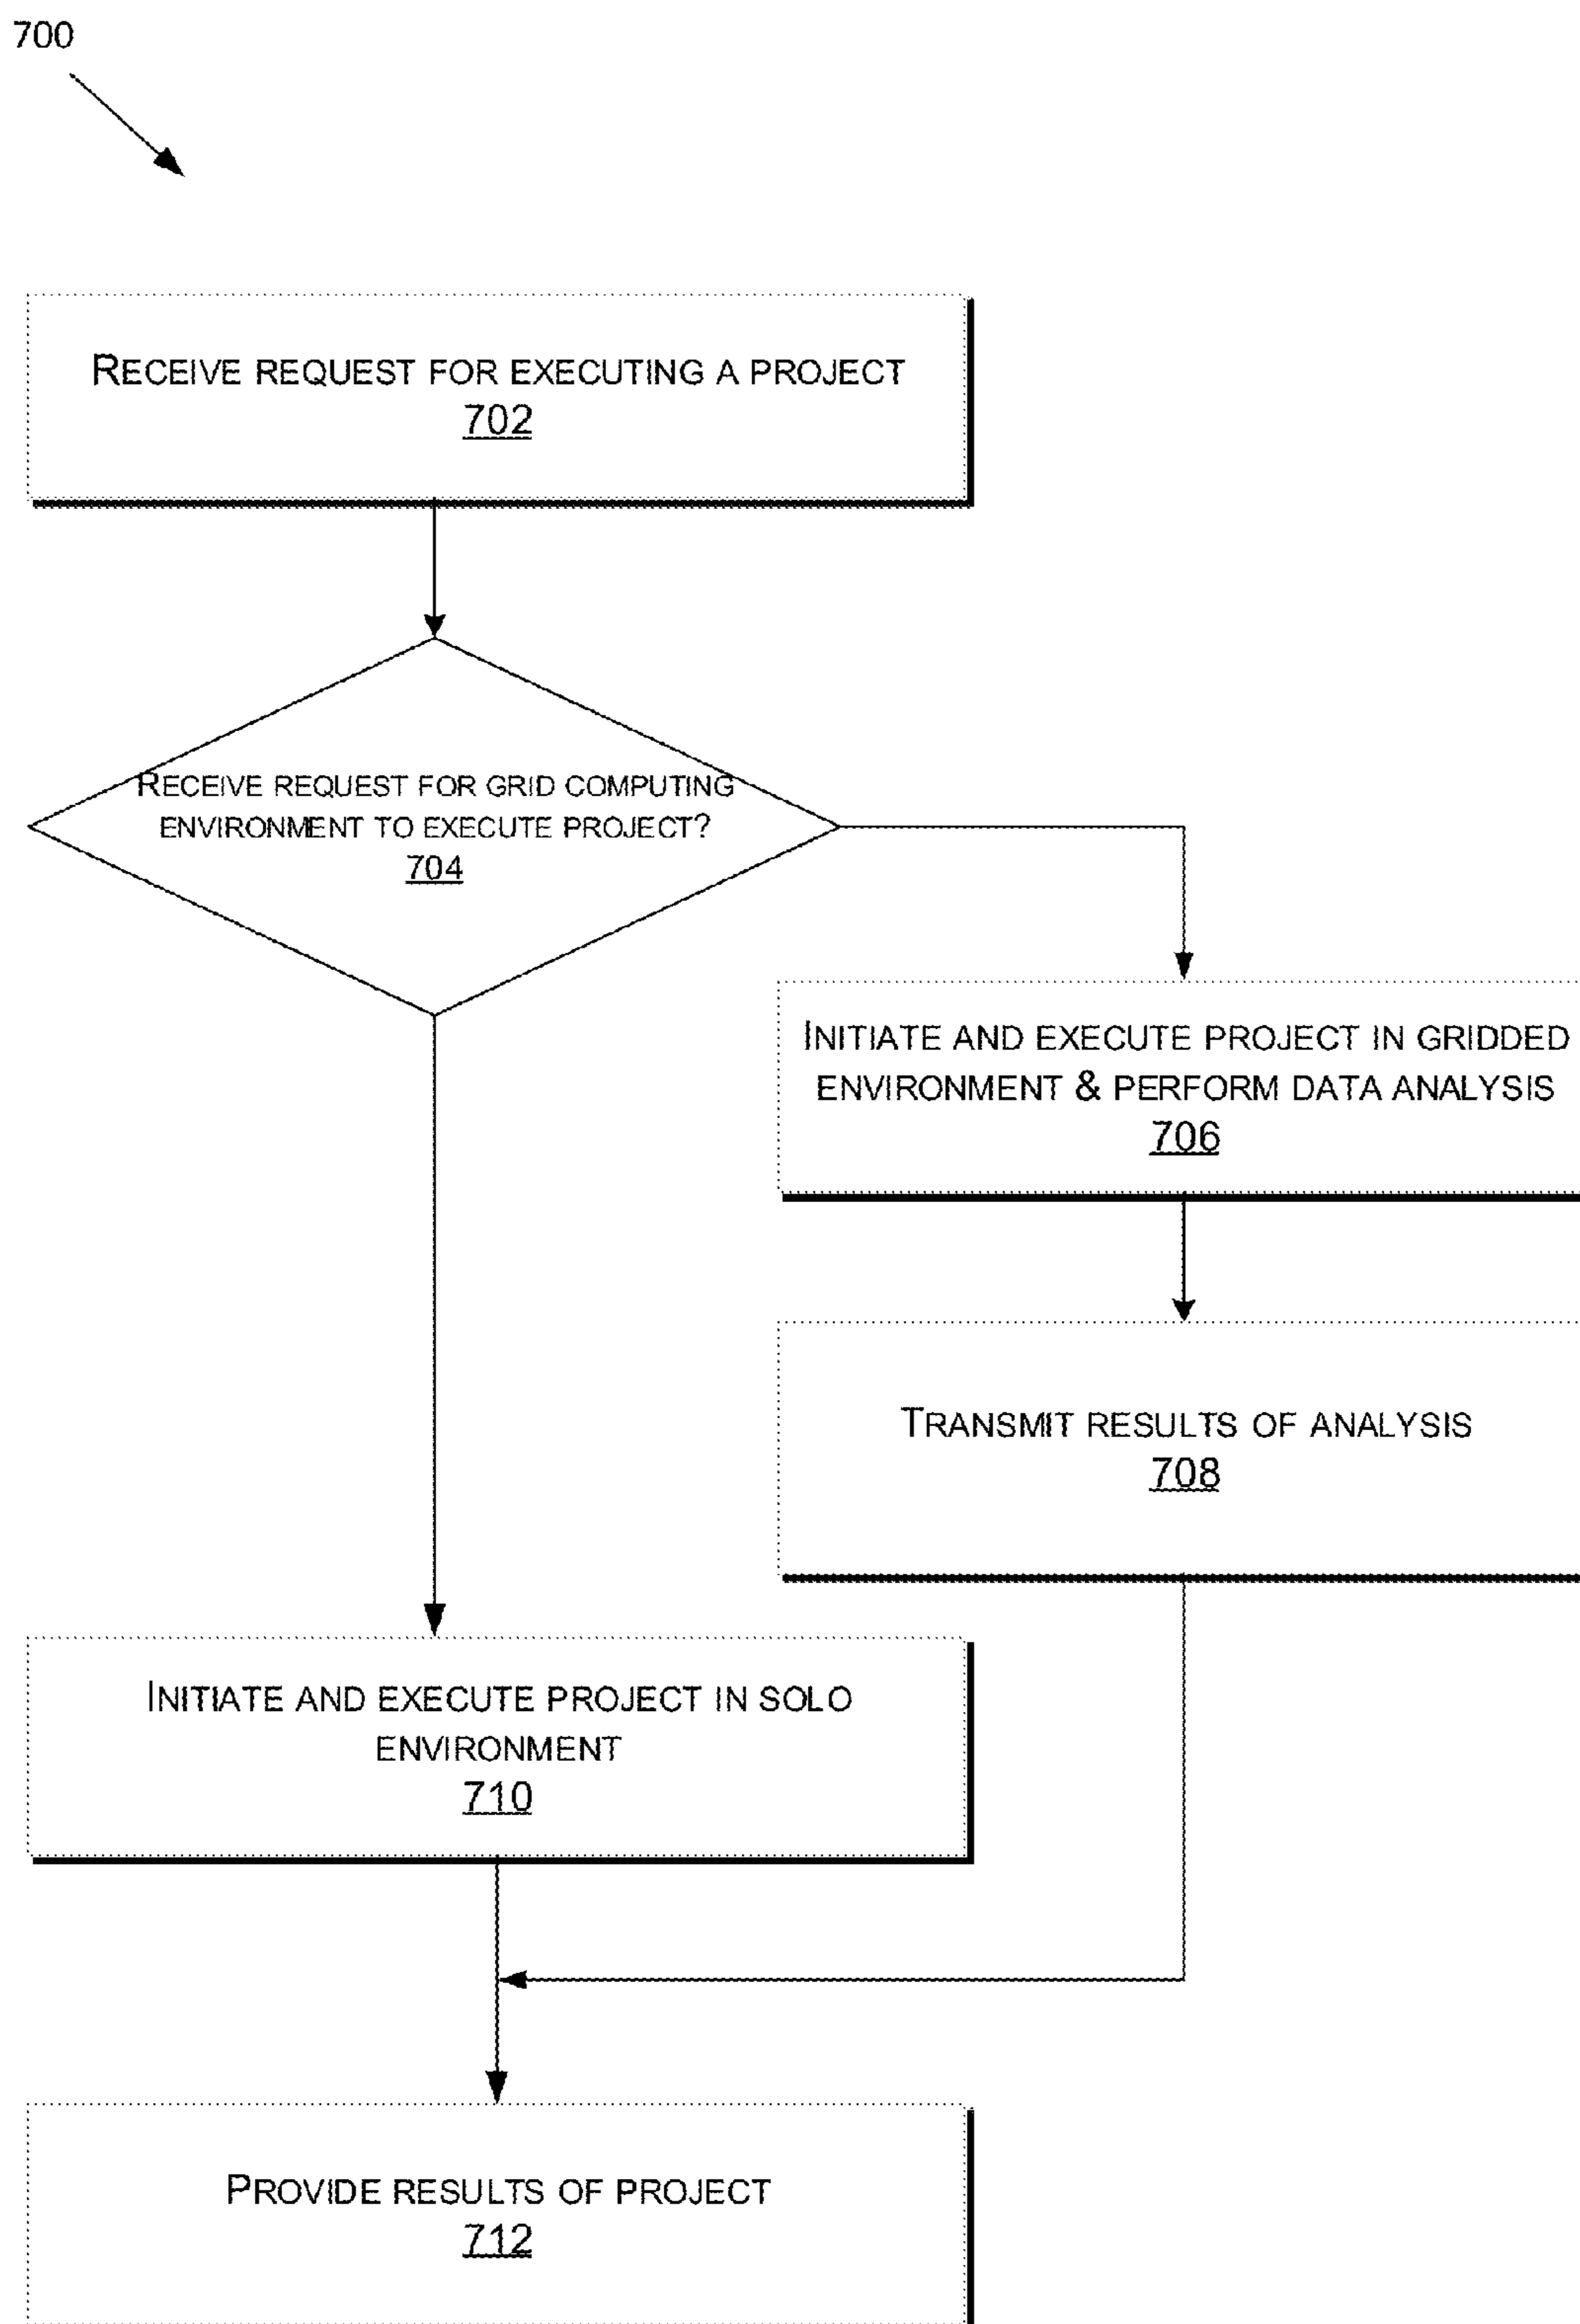 700
RECEIVE REQUEST FOR EXECUTING A PROJECT
702
RECEIVE REQUEST FOR GRID COMPUTING
ENVIRONMENT TO EXECUTE PROJECT?
704
INITIATE AND EXECUTE PROJECT IN GRIDDED
ENVIRONMENT & PERFORM DATA ANALYSIS
706
TRANSMIT RESULTS OF ANALYSIS
708
INITIATE AND EXECUTE PROJECT IN SOLO
ENVIRONMENT
710
PROVIDE RESULTS OF PROJECT
712